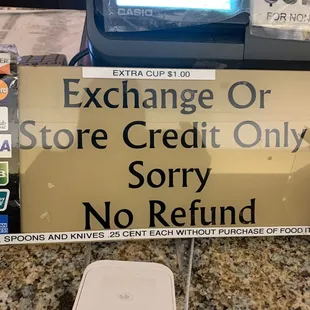 CASIO
FOR NON
EXTRA CUP $1.00
Exchange Or
Store Credit Only
Sorry
No Refund
, SPOONS AND KNIVES .25 CENT EACH WITHOUT PURCHASE OF FOOD IT